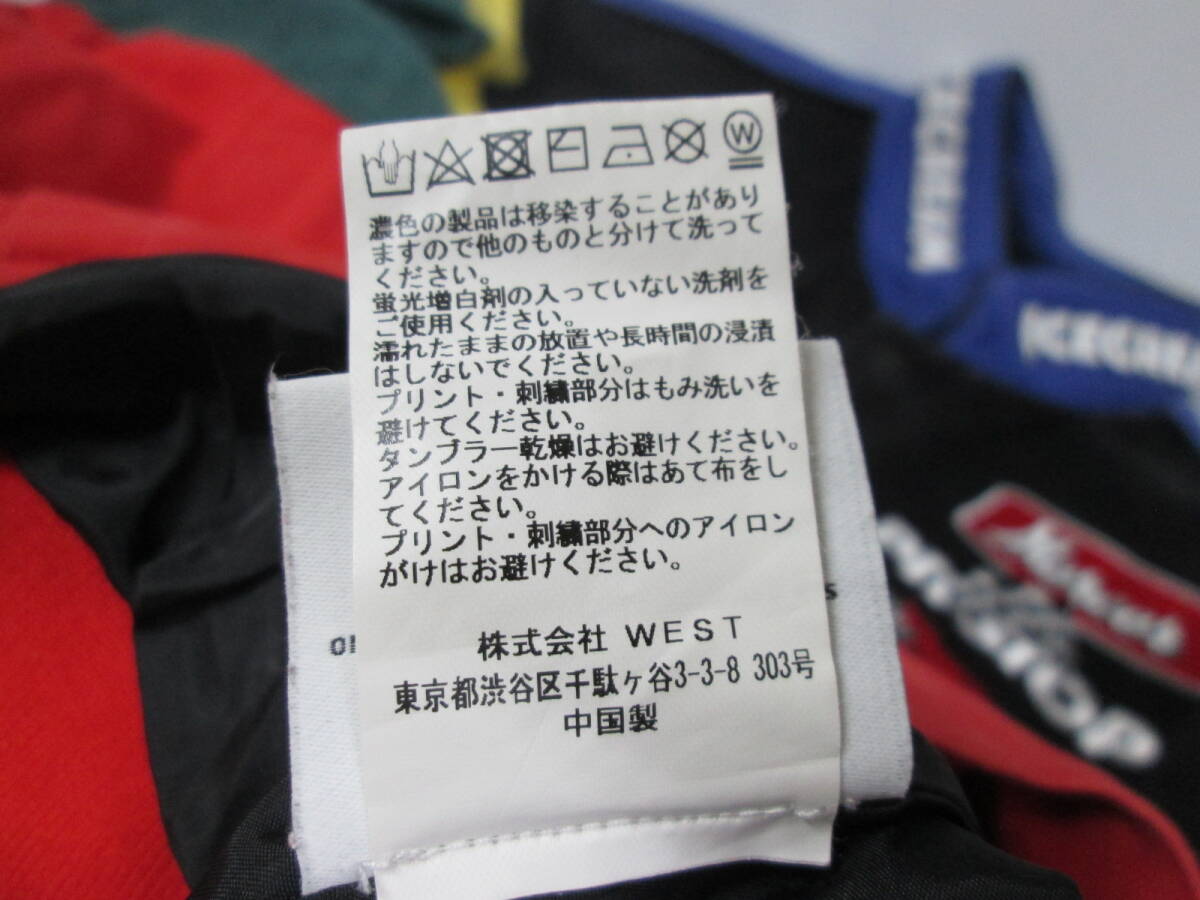 W
濃色の製品は移染することがあり
ますので他のものと分けて洗って
ください。
蛍光増白剤の入っていない洗剤を
ご使用ください。
濡れたままの放置や長時間の浸漬
はしないでください。
プリント・刺繍部分はもみ洗いを
避けてください。
タンブラー乾燥はお避けください。
アイロンをかける際はあて布をし
てください。
プリント・刺繍部分へのアイロン
がけはお避けください。
株式会社 WEST
東京都渋谷区千駄ヶ谷3-3-8 303号
中国製